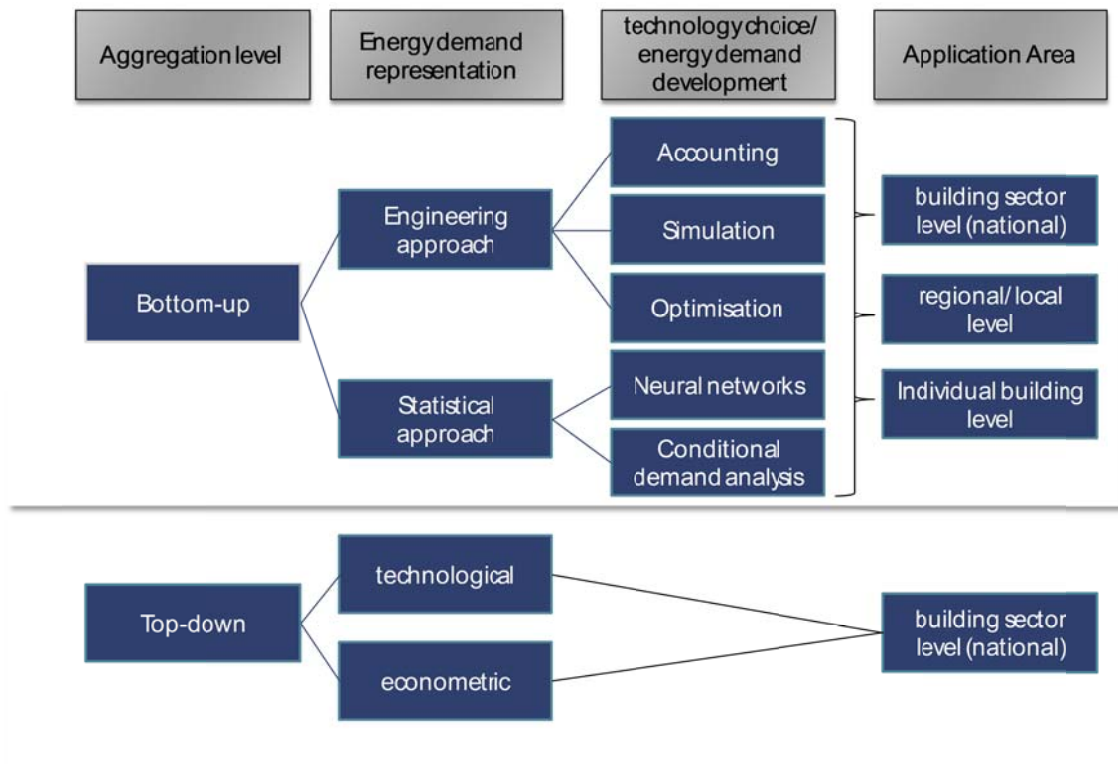 Aggregation level
Energy demand
representation
technology choice/
energy demand
development
Application Area
Bottom-up
Engineering
approach
Statistical
approach
Accounting
Simulation
Optimisation
Neural networks
Conditional
demand analysis
building sector
level (national)
regional/ local
level
Individual building
level
Top-down
technological
econometric
building sector
level (national)